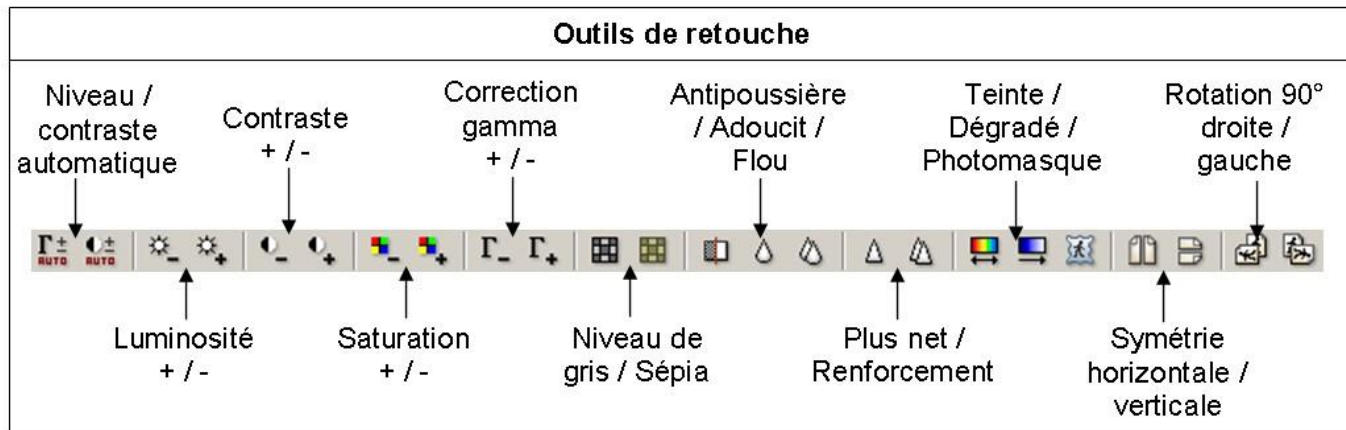 Outils de retouche
Niveau /
contraste
automatique
Contraste
+ / -
Correction
gamma
+ / -
Antipoussière
/ Adoucit /
Flou
Teinte /
Dégradé /
Photomasque
Rotation 90°
droite /
gauche
Γ ±
AUTO
±
AUTO
Γ - Γ +
Luminosité
+ / -
Saturation
+ / -
Niveau de
gris / Sépia
Plus net /
Renforcement
Symétrie
horizontale /
verticale